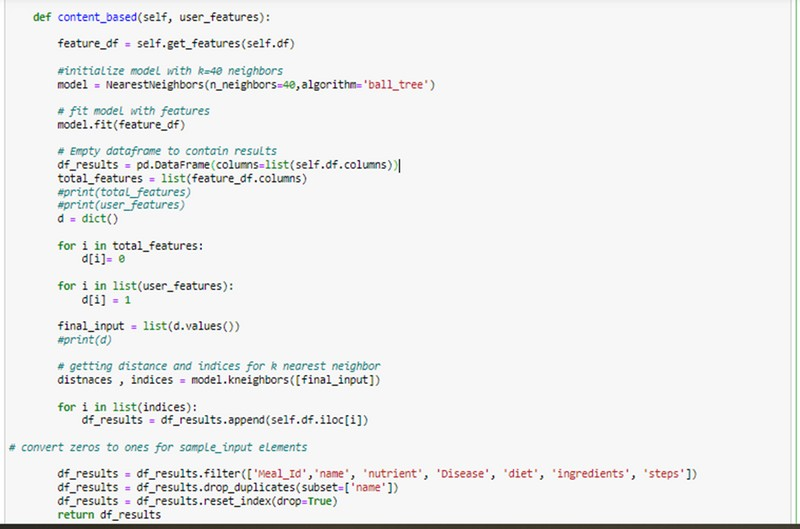 def content_based(self, user_features):
feature_df = self.get_features(self.df)
#initialize model with k=40 neighbors
model = NearestNeighbors(n_neighbors=40,algorithm='ball_tree')
# fit model with features
model.fit(feature_df)
# Empty dataframe to contain results
df_results = pd.DataFrame(columns=list(self.df.columns))
total_features = list(feature_df.columns)
#print(total_features)
#print(user_features)
d = dict()
for i in total_features:
d[i]= 0
for i in list(user_features):
d[i] = 1
final_input = list(d.values())
#print(d)
# getting distance and indices for k nearest neighbor
distnaces , indices = model.kneighbors([final_input])
for i in list(indices):
df_results = df_results.append(self.df.iloc[i])
# convert zeros to ones for sample_input elements
df_results = df_results.filter(['Meal_Id','name', 'nutrient', 'Disease', 'diet', 'ingredients', 'steps'])
df_results = df_results.drop_duplicates(subset=['name'])
df_results = df_results.reset_index(drop=True)
return df_results